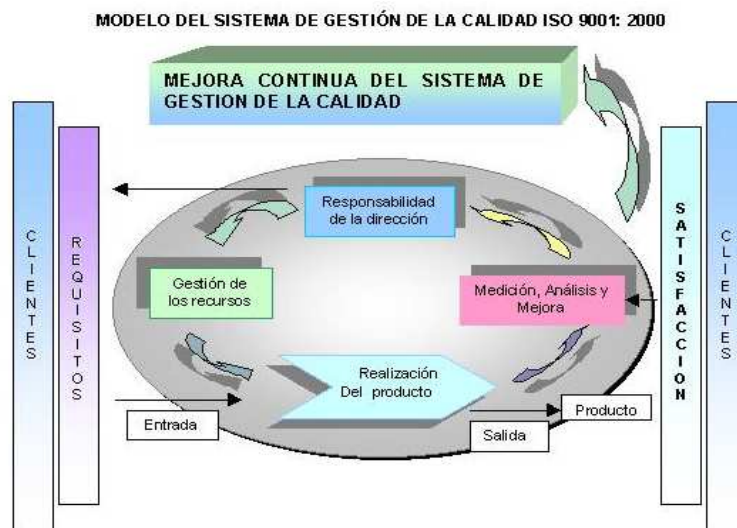 MODELO DEL SISTEMA DE GESTIÓN DE LA CALIDAD ISO 9001: 2000
MEJORA CONTINUA DEL SISTEMA DE
GESTION DE LA CALIDAD
CLIENTES
REQUISITOS
Responsabilidad
de la dirección
Gestión de
los recursos
Medición, Análisis y
Mejora
Realización
Del producto
Entrada
Salida
Producto
SATISFACCION
CLIENTES